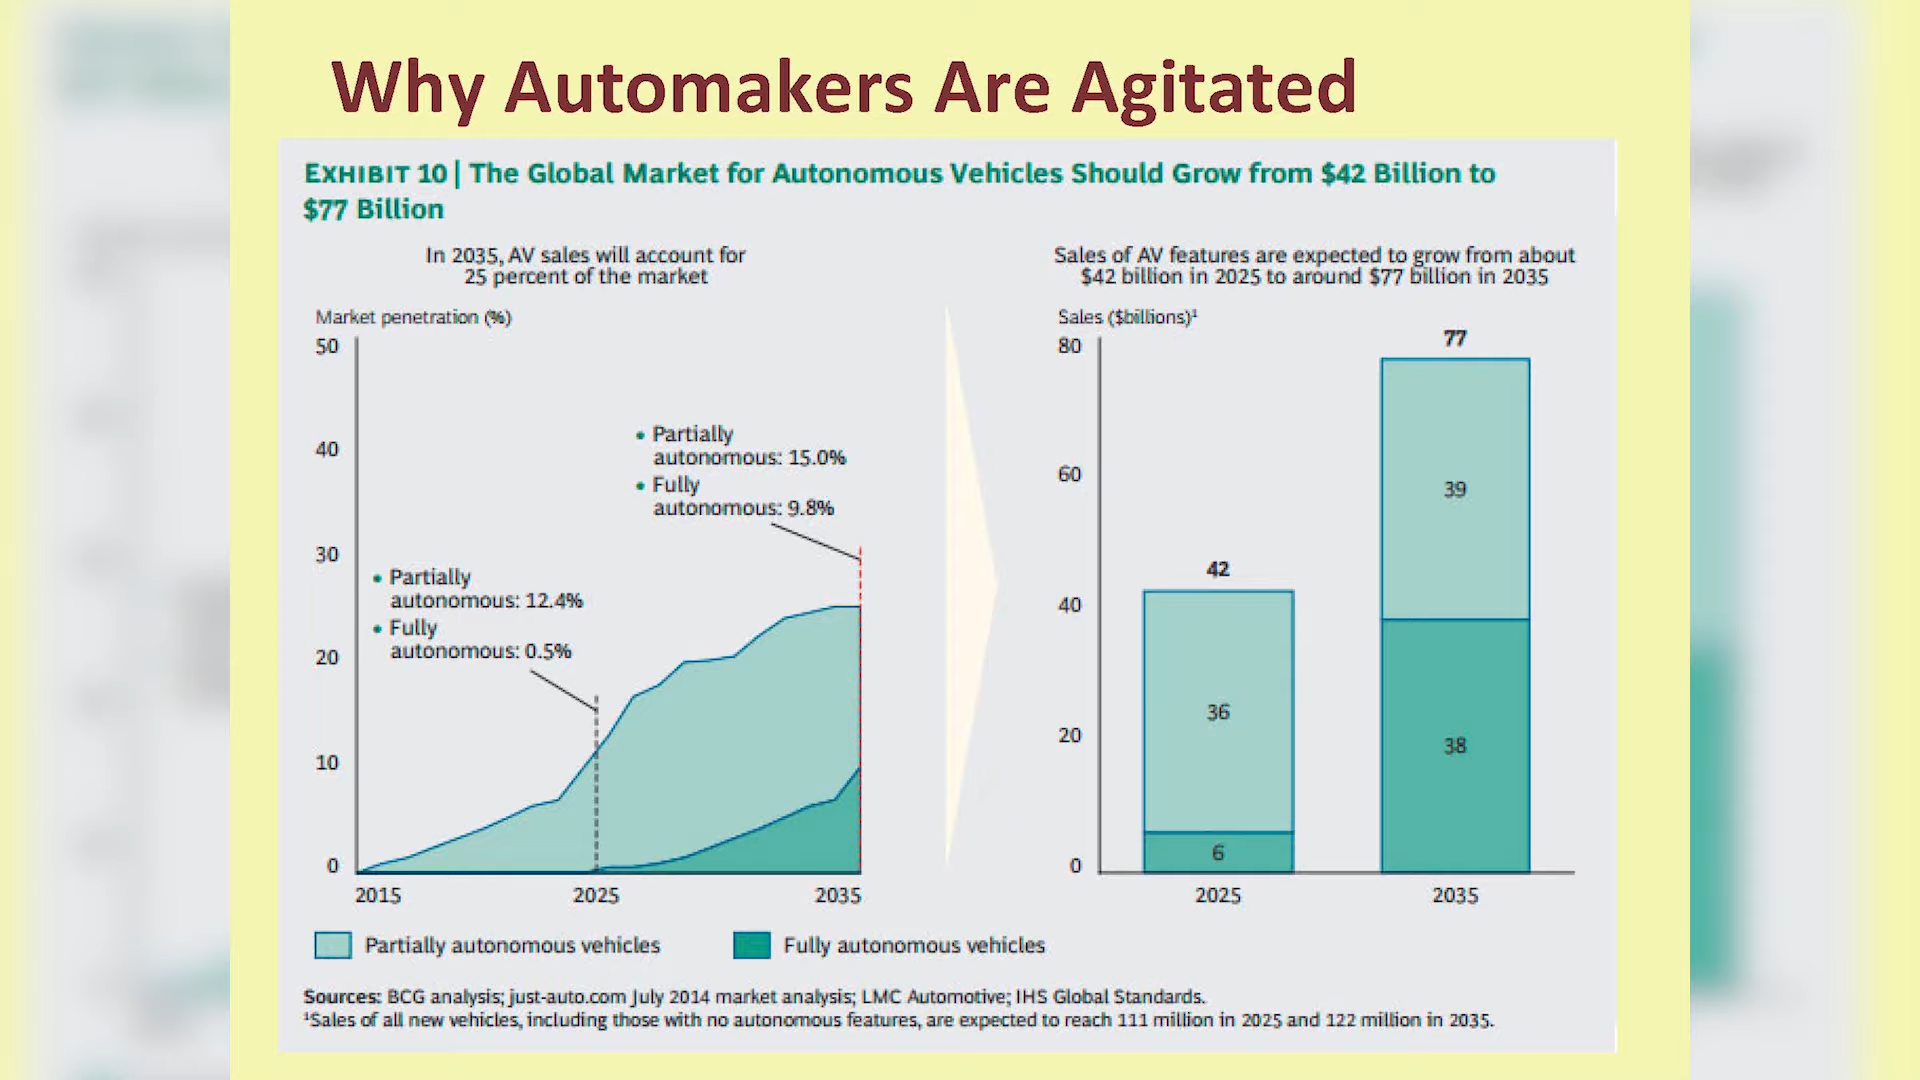 Why Automakers Are Agitated
EXHIBIT 10 | The Global Market for Autonomous Vehicles Should Grow from $42 Billion to
$77 Billion
In 2035, AV sales will account for
25 percent of the market
Market penetration (%)
50
40
30
20
10
0
• Partially
autonomous: 12.4%
• Fully
autonomous: 0.5%
• Partially
autonomous: 15.0%
• Fully
autonomous: 9.8%
2015
2025
2035
Sales of AV features are expected to grow from about
$42 billion in 2025 to around $77 billion in 2035
Sales ($billions)¹
80
60
40
20
0
42
36
6
77
39
38
2025
2035
Partially autonomous vehicles
Fully autonomous vehicles
Sources: BCG analysis; just-auto.com July 2014 market analysis; LMC Automotive; IHS Global Standards.
¹Sales of all new vehicles, including those with no autonomous features, are expected to reach 111 million in 2025 and 122 million in 2035.